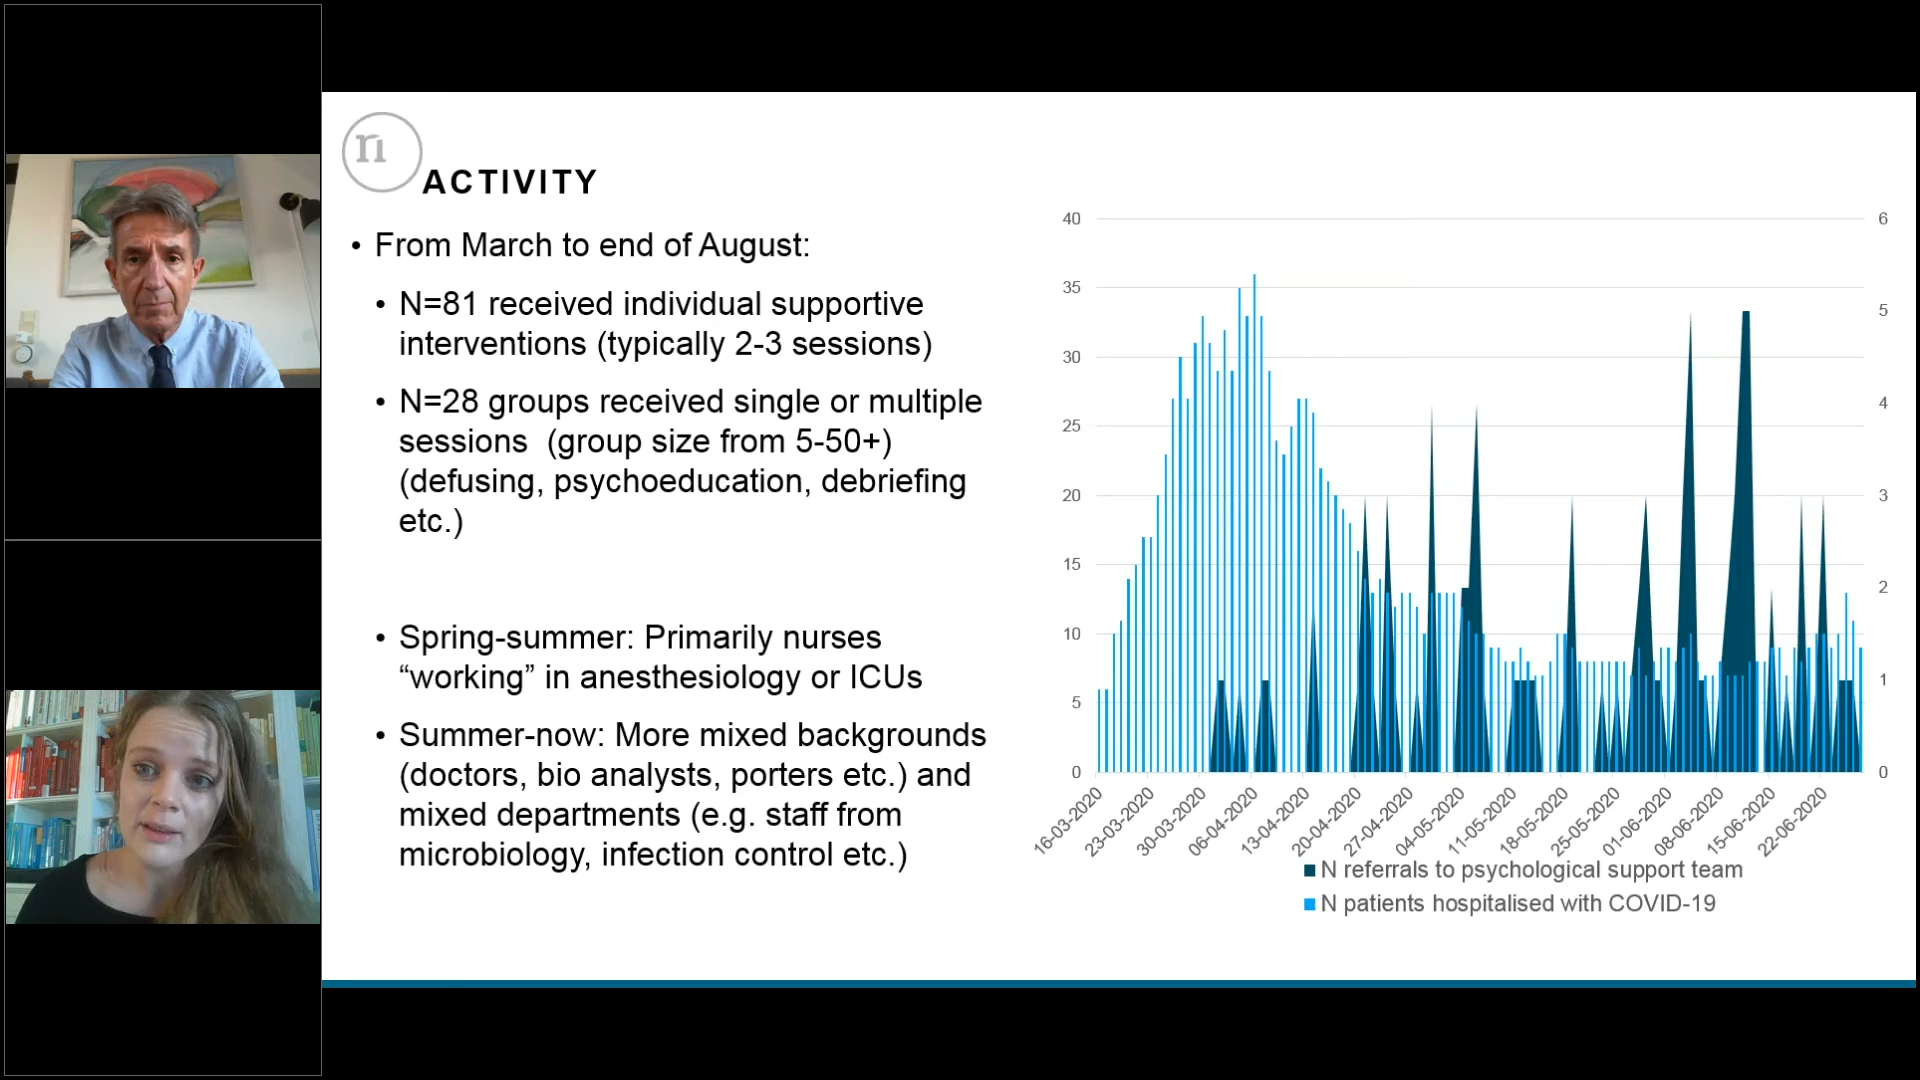 ri
ACTIVITY
• From March to end of August:
• N=81 received individual supportive
interventions (typically 2-3 sessions)
• N=28 groups received single or multiple
sessions  (group size from 5-50+)
(defusing, psychoeducation, debriefing
etc.)
• Spring-summer: Primarily nurses
“working” in anesthesiology or ICUs
• Summer-now: More mixed backgrounds
(doctors, bio analysts, porters etc.) and
mixed departments (e.g. staff from
microbiology, infection control etc.)
40
35
30
25
20
15
10
5
0
6
5
4
3
2
1
0
16-03-2020
23-03-2020
30-03-2020
06-04-2020
13-04-2020
20-04-2020
27-04-2020
04-05-2020
11-05-2020
18-05-2020
25-05-2020
01-06-2020
08-06-2020
15-06-2020
22-06-2020
N referrals to psychological support team
N patients hospitalised with COVID-19